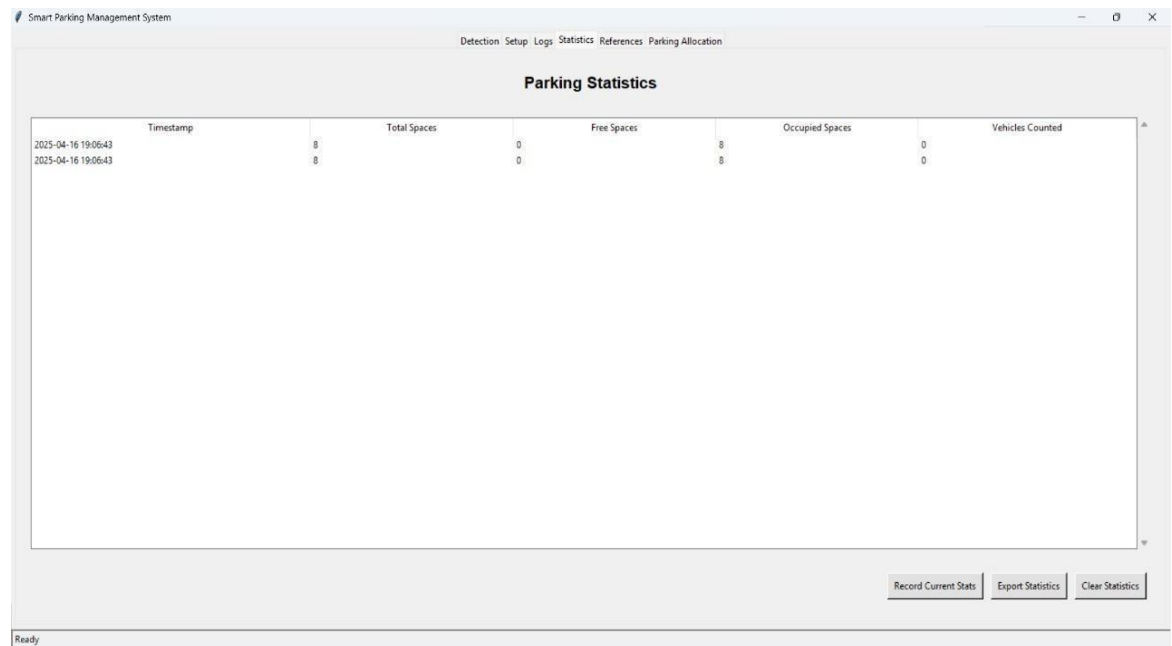 Smart Parking Management System
Detection Setup Logs Statistics References Parking Allocation
Parking Statistics
Timestamp Total Spaces Free Spaces Occupied Spaces Vehicles Counted
2025-04-16 19:06:43 8 0 8 0
2025-04-16 19:06:43 8 0 8 0
Record Current Stats Export Statistics Clear Statistics
Ready